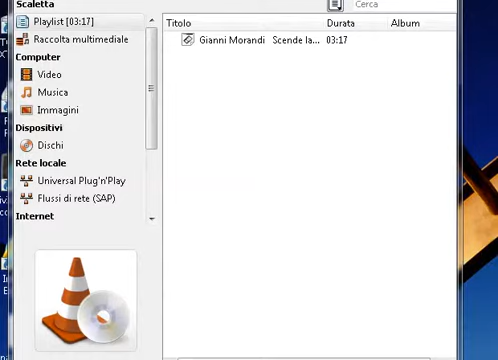 Scaletta
Cerca
Playlist [03:17]
Titolo Durata Album
Raccolta multimediale
Gianni Morandi Scende la... 03:17
Computer
Video
Musica
Immagini
Dispositivi
Dischi
Rete locale
Universal Plug'n'Play
Flussi di rete (SAP)
Internet